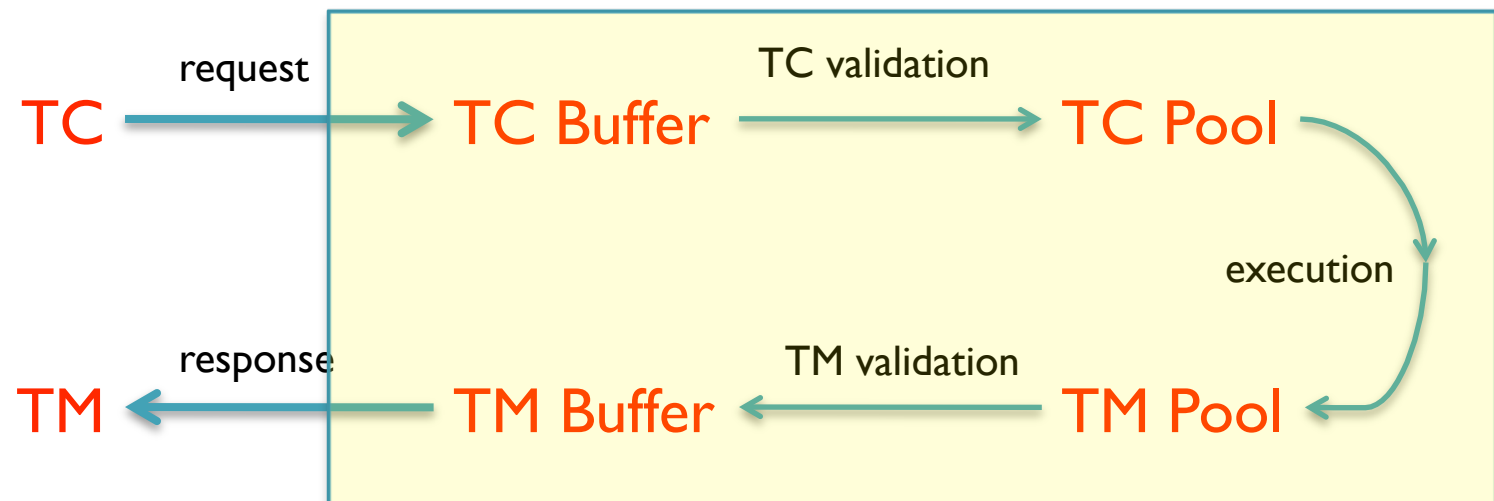 request
TC validation
TC
TC Buffer
TC Pool
execution
response
TM validation
TM
TM Buffer
TM Pool